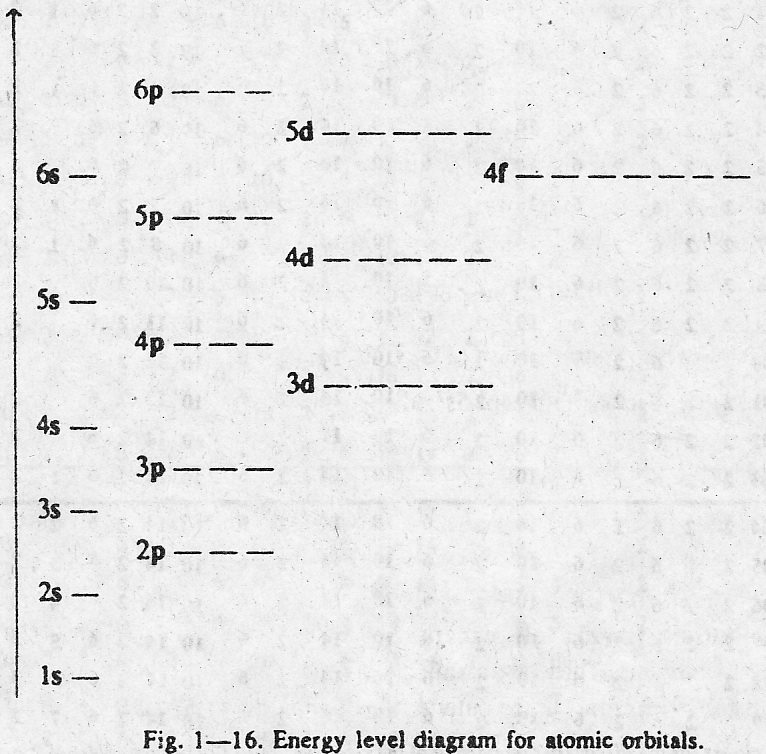 6p — — —
5d — — — — —
6s — 4f — — — — — — —
5p — — —
4d — — — — —
5s —
4p — — —
3d — — — — —
4s —
3p — — —
3s —
2p — — —
2s —
1s —
Fig. 1—16. Energy level diagram for atomic orbitals.